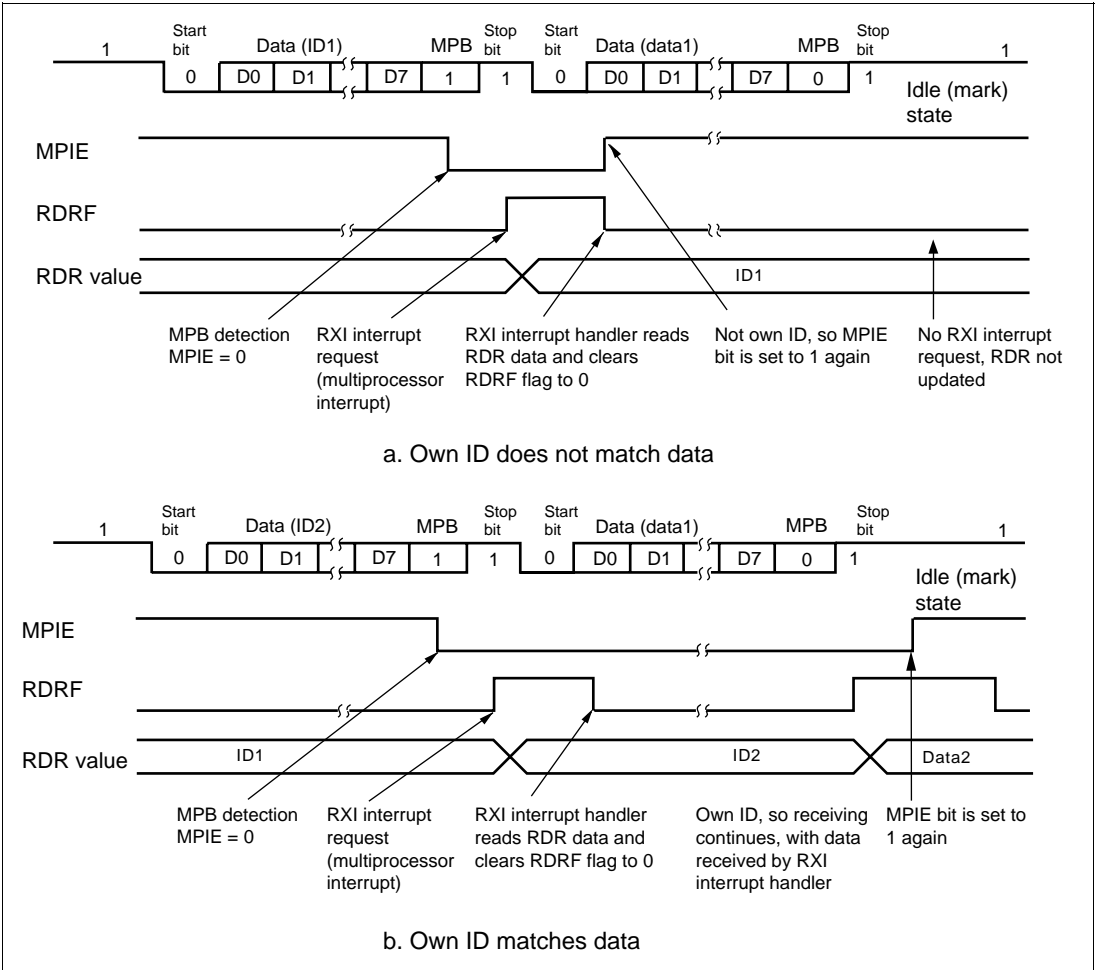 Start bit Data (ID1) MPB Stop bit Start bit Data (data1) MPB Stop bit
1 0 D0 D1 D7 1 1 0 D0 D1 D7 0 1 1
Idle (mark)
state
MPIE
RDRF
RDR value ID1
MPB detection
MPIE = 0
RXI interrupt
request
(multiprocessor
interrupt)
RXI interrupt handler reads
RDR data and clears
RDRF flag to 0
Not own ID, so MPIE
bit is set to 1 again
No RXI interrupt
request, RDR not
updated
a. Own ID does not match data
Start bit Data (ID2) MPB Stop bit Start bit Data (data1) MPB Stop bit
1 0 D0 D1 D7 1 1 0 D0 D1 D7 0 1 1
Idle (mark)
state
MPIE
RDRF
RDR value ID1 ID2 Data2
MPB detection
MPIE = 0
RXI interrupt
request
(multiprocessor
interrupt)
RXI interrupt handler
reads RDR data and
clears RDRF flag to 0
Own ID, so receiving
continues, with data
received by RXI
interrupt handler
MPIE bit is set to
1 again
b. Own ID matches data